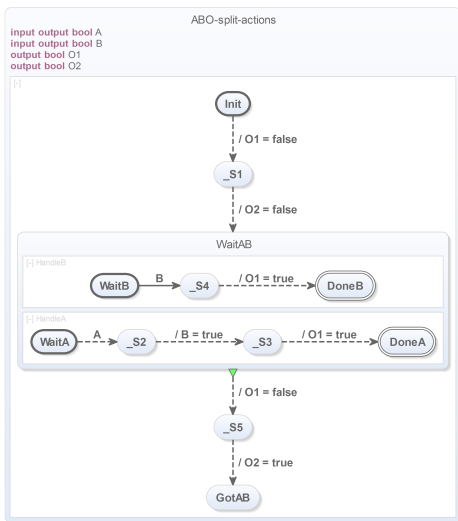 ABO-split-actions
input output bool A
input output bool B
output bool O1
output bool O2
[-]
Init
/ O1 = false
_S1
/ O2 = false
WaitAB
[-] HandleB
WaitB
B
_S4
/ O1 = true
DoneB
[-] HandleA
WaitA
A
_S2
/ B = true
_S3
/ O1 = true
DoneA
/ O1 = false
_S5
/ O2 = true
GotAB